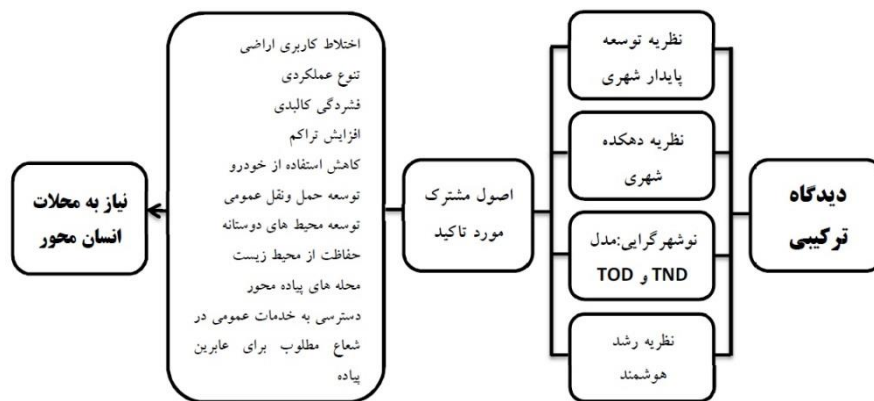 دیدگاه
ترکیبی
نظریه توسعه
پایدار شهری
نظریه دهکده
شهری
نوشهرگرایی:مدل
TND و TOD
نظریه رشد
هوشمند
اصول مشترک
مورد تاکید
اختلاط کاربری اراضی
تنوع عملکردی
فشردگی کالبدی
افزایش تراکم
کاهش استفاده از خودرو
توسعه حمل ونقل عمومی
توسعه محیط های دوستانه
حفاظت از محیط زیست
محله های پیاده محور
دسترسی به خدمات عمومی در
شعاع مطلوب برای عابرین
پیاده
نیاز به محلات
انسان محور